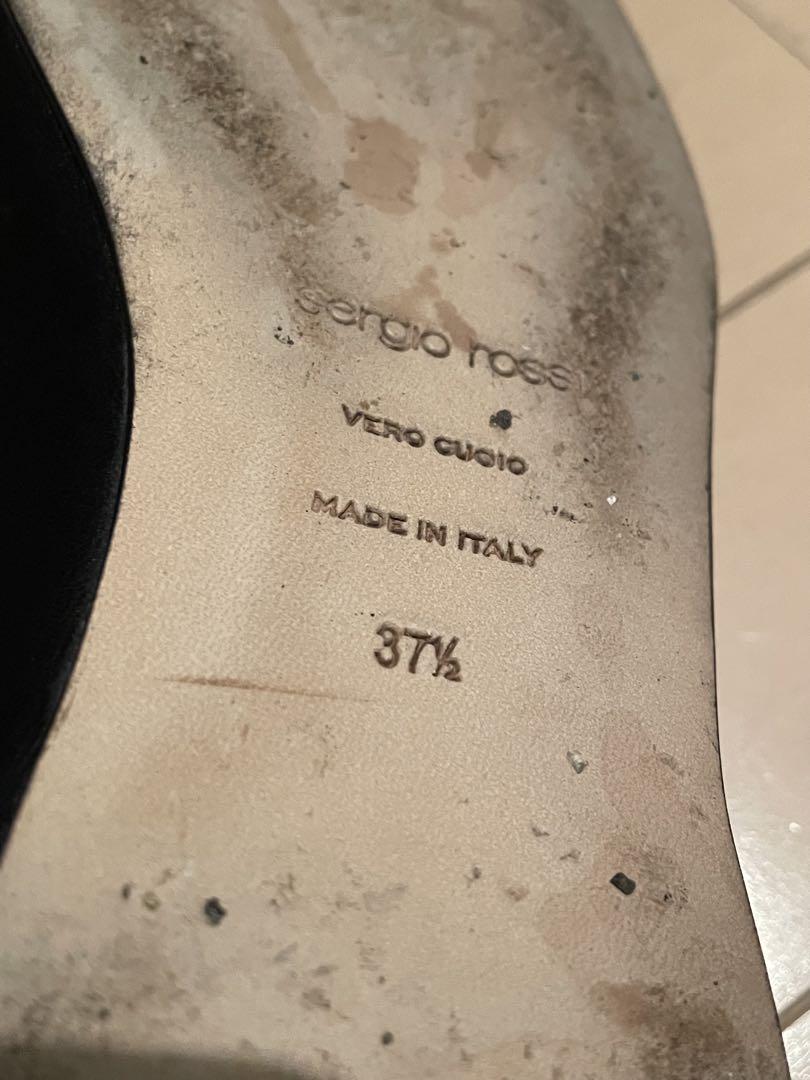 sergio rossi
VERO CUOIO
MADE IN ITALY
37½